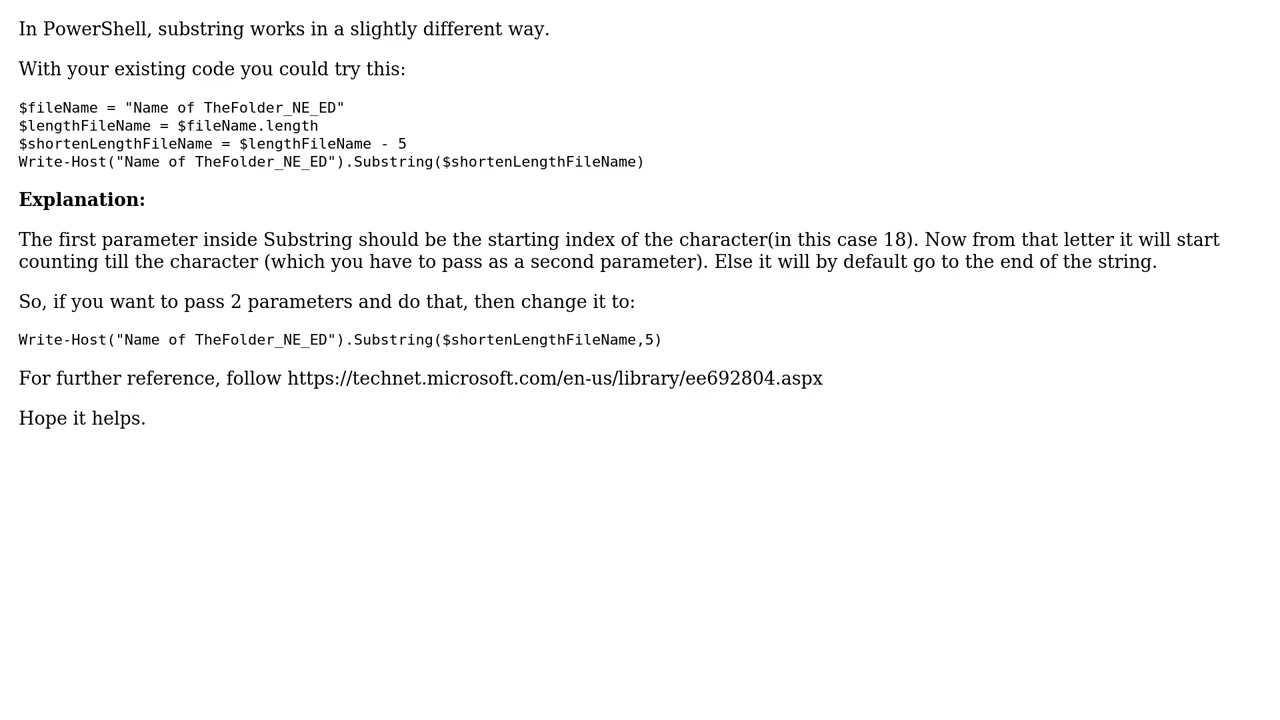 In PowerShell, substring works in a slightly different way.
With your existing code you could try this:
$fileName = "Name of TheFolder_NE_ED"
$lengthFileName = $fileName.length
$shortenLengthFileName = $lengthFileName - 5
Write-Host("Name of TheFolder_NE_ED").Substring($shortenLengthFileName)
Explanation:
The first parameter inside Substring should be the starting index of the character(in this case 18). Now from that letter it will start
counting till the character (which you have to pass as a second parameter). Else it will by default go to the end of the string.
So, if you want to pass 2 parameters and do that, then change it to:
Write-Host("Name of TheFolder_NE_ED").Substring($shortenLengthFileName,5)
For further reference, follow https://technet.microsoft.com/en-us/library/ee692804.aspx
Hope it helps.